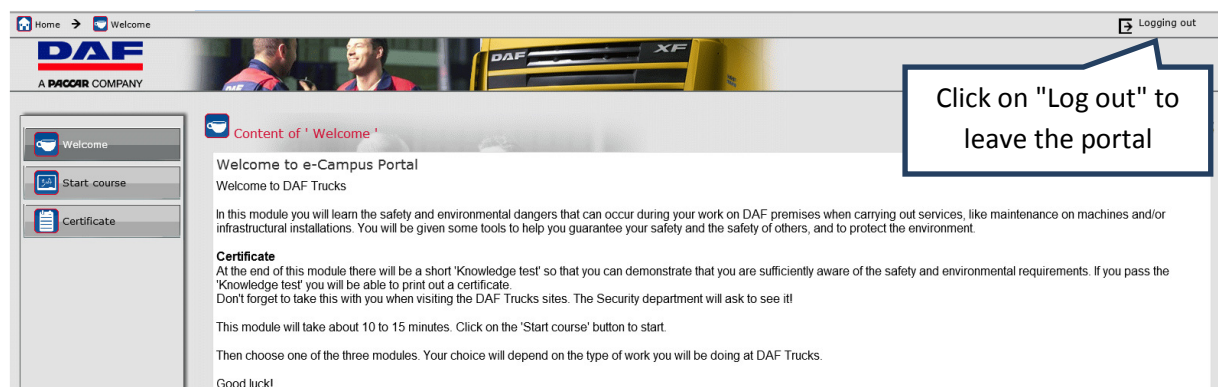 Home → Welcome
Logging out
DAF
A PACCAR COMPANY
DAF
XF
Click on "Log out" to
leave the portal
Welcome
Start course
Certificate
Content of ' Welcome '
Welcome to e-Campus Portal
Welcome to DAF Trucks
In this module you will learn the safety and environmental dangers that can occur during your work on DAF premises when carrying out services, like maintenance on machines and/or
infrastructural installations. You will be given some tools to help you guarantee your safety and the safety of others, and to protect the environment.
Certificate
At the end of this module there will be a short 'Knowledge test' so that you can demonstrate that you are sufficiently aware of the safety and environmental requirements. If you pass the
'Knowledge test' you will be able to print out a certificate.
Don't forget to take this with you when visiting the DAF Trucks sites. The Security department will ask to see it!
This module will take about 10 to 15 minutes. Click on the 'Start course' button to start.
Then choose one of the three modules. Your choice will depend on the type of work you will be doing at DAF Trucks.
Good luck!